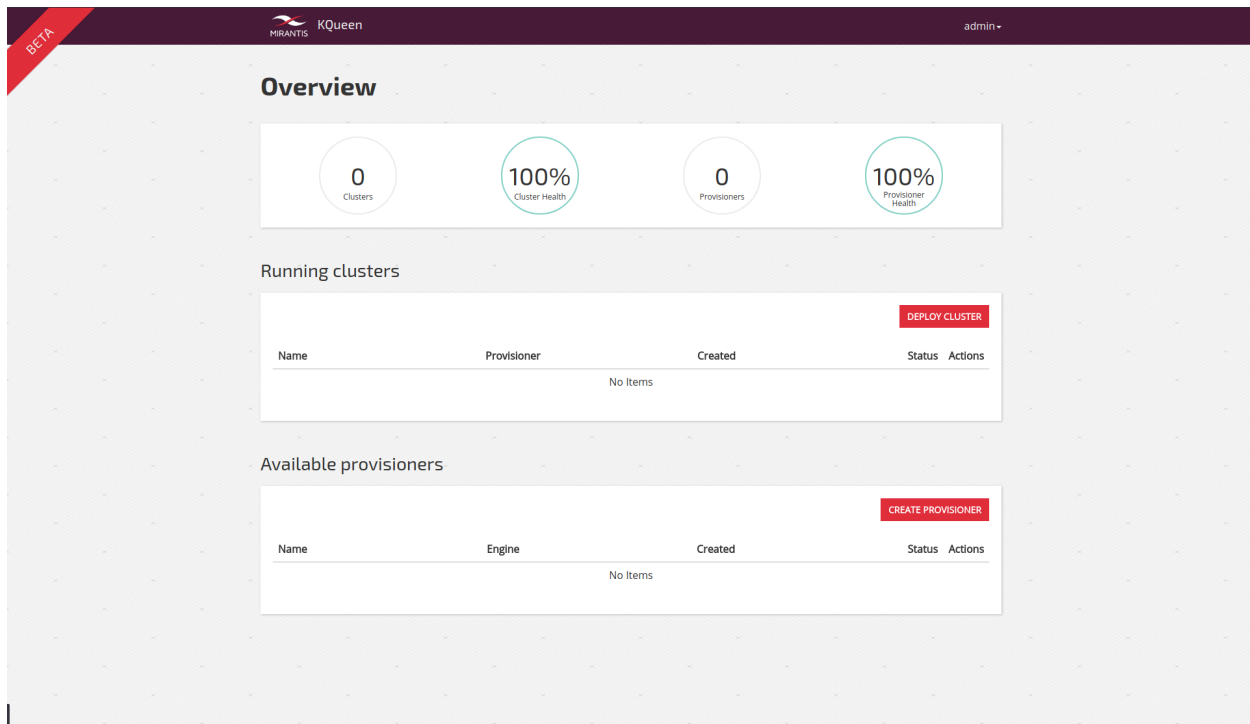 BETA
MIRANTIS KQueen admin
Overview
0 100% 0 100%
Clusters Cluster Health Provisioners Provisioner
Health
Running clusters
DEPLOY CLUSTER
Name Provisioner Created Status Actions
No Items
Available provisioners
CREATE PROVISIONER
Name Engine Created Status Actions
No Items